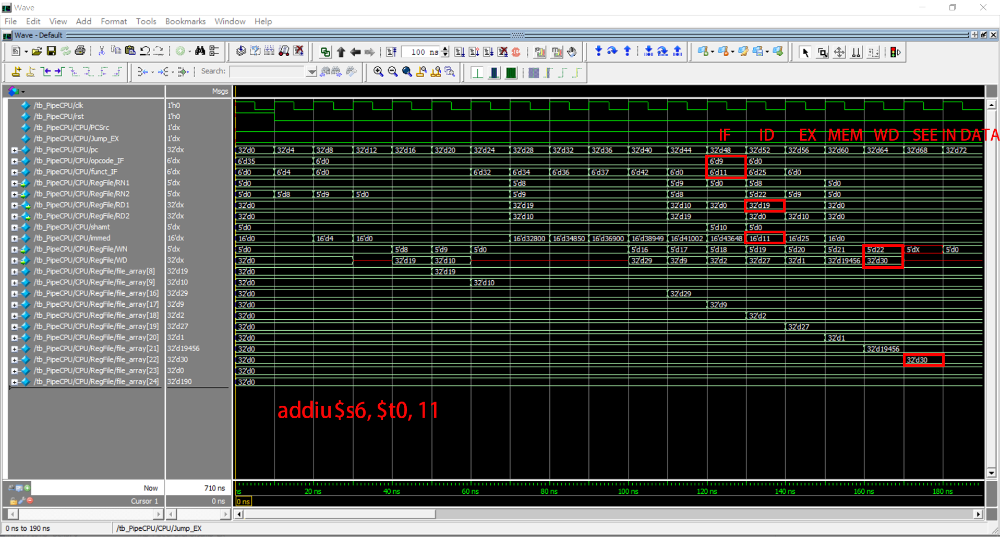 Wave
File Edit View Add Format Tools Bookmarks Window Help
Wave - Default
100 ns
Search:
Msgs
/tb_PipeCPU/clk 1'h0
/tb_PipeCPU/rst 1'h0
/tb_PipeCPU/CPU/PCSrc 1'dx
IF ID EX MEM WD SEE IN DATA
/tb_PipeCPU/CPU/Jump_EX 1'dx
/tb_PipeCPU/CPU/pc 32'dx 32'd0 32'd4 32'd8 32'd12 32'd16 32'd20 32'd24 32'd28 32'd32 32'd36 32'd40 32'd44 32'd48 32'd52 32'd56 32'd60 32'd64 32'd68 32'd72
/tb_PipeCPU/CPU/opcode_IF 6'dx 6'd35 6'd0 6'd9 6'd0
/tb_PipeCPU/CPU/funct_IF 6'dx 6'd0 6'd4 6'd0 6'd32 6'd34 6'd36 6'd37 6'd42 6'd0 6'd11 6'd25 6'd0
/tb_PipeCPU/CPU/RegFile/RN1 5'dx 5'd0 5'd8 5'd9 5'd0 5'd8 5'd0
/tb_PipeCPU/CPU/RegFile/RN2 5'dx 5'd0 5'd8 5'd9 5'd0 5'd9 5'd8 5'd22 5'd9 5'd0
/tb_PipeCPU/CPU/RegFile/RD1 32'dx 32'd0 32'd19 32'd10 32'd0 32'd19 32'd0
/tb_PipeCPU/CPU/RegFile/RD2 32'dx 32'd0 32'd10 32'd19 32'd0 32'd10 32'd0
/tb_PipeCPU/CPU/shamt 5'dx 5'd0 5'd10 5'd0
/tb_PipeCPU/CPU/immed 16'dx 16'd0 16'd4 16'd0 16'd32800 16'd34850 16'd36900 16'd38949 16'd41002 16'd43648 16'd11 16'd25 16'd0
/tb_PipeCPU/CPU/RegFile/WN 5'dx 5'd0 5'd8 5'd9 5'd0 5'd16 5'd17 5'd18 5'd19 5'd20 5'd21 5'd22 5'dX 5'd0
/tb_PipeCPU/CPU/RegFile/WD 32'dx 32'd0 32'd19 32'd10 32'd29 32'd9 32'd2 32'd27 32'd1 32'd19456 32'd30
/tb_PipeCPU/CPU/RegFile/file_array[8] 32'd19 32'd0 32'd19
/tb_PipeCPU/CPU/RegFile/file_array[9] 32'd10 32'd0 32'd10
/tb_PipeCPU/CPU/RegFile/file_array[16] 32'd29 32'd0 32'd29
/tb_PipeCPU/CPU/RegFile/file_array[17] 32'd9 32'd0 32'd9
/tb_PipeCPU/CPU/RegFile/file_array[18] 32'd2 32'd0 32'd2
/tb_PipeCPU/CPU/RegFile/file_array[19] 32'd27 32'd0 32'd27
/tb_PipeCPU/CPU/RegFile/file_array[20] 32'd1 32'd0 32'd1
/tb_PipeCPU/CPU/RegFile/file_array[21] 32'd19456 32'd0 32'd19456
/tb_PipeCPU/CPU/RegFile/file_array[22] 32'd30 32'd0 32'd30
/tb_PipeCPU/CPU/RegFile/file_array[23] 32'd0 32'd0
/tb_PipeCPU/CPU/RegFile/file_array[24] 32'd190 32'd0
addiu $s6, $t0, 11
Now 710 ns ns 20 ns 40 ns 60 ns 80 ns 100 ns 120 ns 140 ns 160 ns 180 ns
Cursor 1 0 ns 0 ns
0 ns to 190 ns /tb_PipeCPU/CPU/Jump_EX